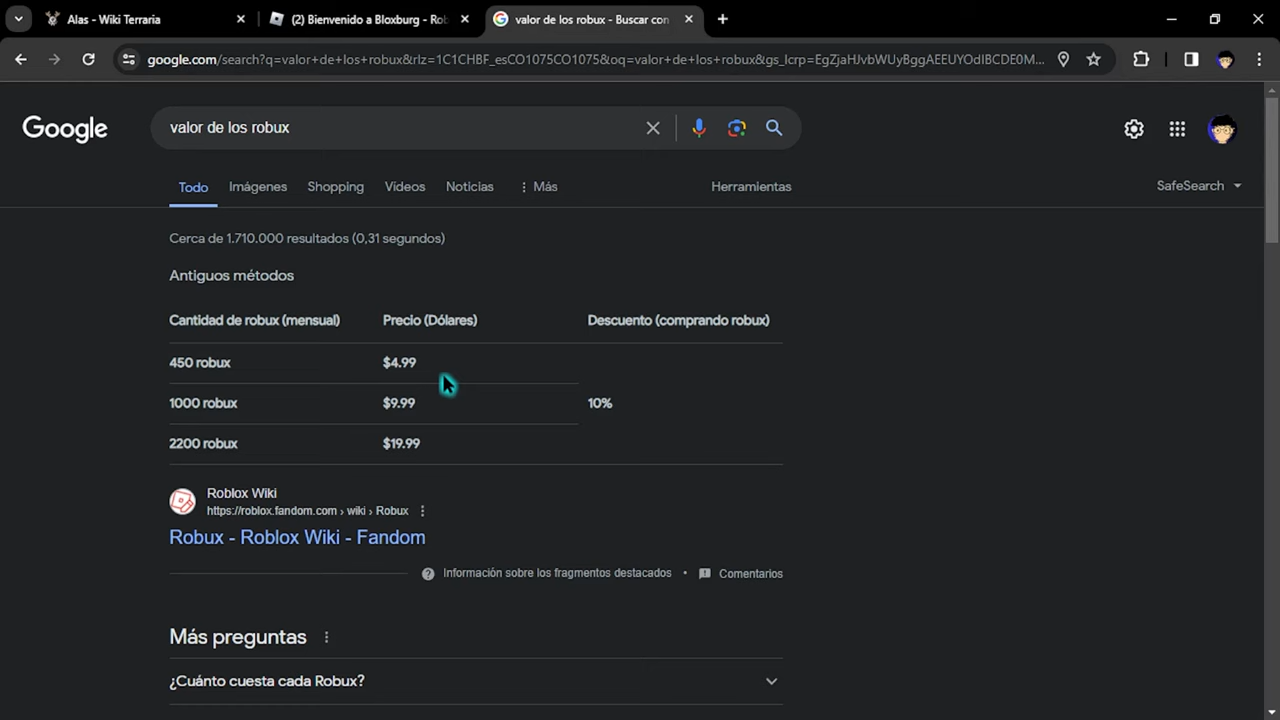 Alas - Wiki Terraria
(2) Bienvenido a Bloxburg - Rob
valor de los robux - Buscar con
google.com/search?q=valor+de+los+robux&rlz=1C1CHBF_esCO1075CO1075&oq=valor+de+los+robux&gs_lcrp=EgZjaHJvbWUyBggAEEUYOdIBCDE0M...
Google
valor de los robux
Todo
Imágenes
Shopping
Vídeos
Noticias
Más
Herramientas
SafeSearch
Cerca de 1.710.000 resultados (0,31 segundos)
Antiguos métodos
Cantidad de robux (mensual) Precio (Dólares) Descuento (comprando robux)
450 robux $4.99
1000 robux $9.99 10%
2200 robux $19.99
Roblox Wiki
https://roblox.fandom.com › wiki › Robux
Robux - Roblox Wiki - Fandom
Información sobre los fragmentos destacados • Comentarios
Más preguntas
¿Cuánto cuesta cada Robux?